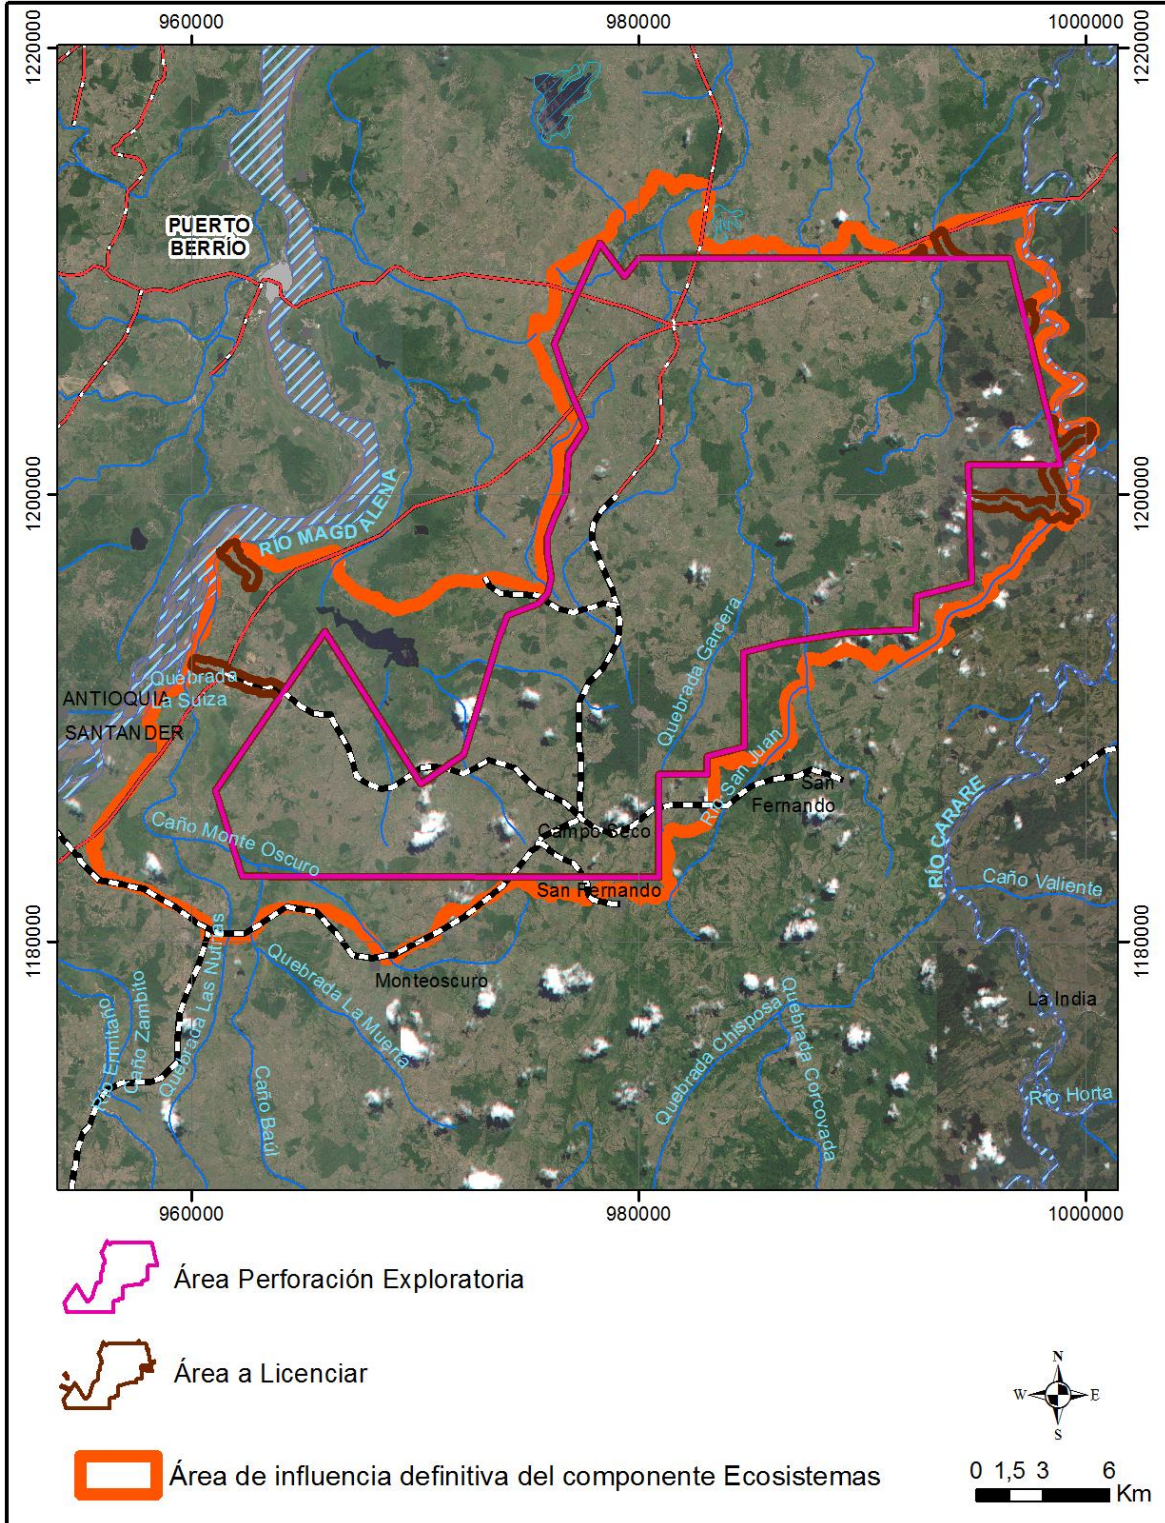 960000
980000
1000000
1220000
1220000
PUERTO
BERRÍO
1200000
1200000
RÍO MAGDALENA
Quebrada
La Suiza
ANTIOQUIA
SANTANDER
Quebrada Garcera
Río San Juan
San
Fernando
Campo Seco
Caño Monte Oscuro
San Fernando
RÍO CARARE
Caño Valiente
1180000
1180000
Monteoscuro
Quebrada Las Nutrias
Quebrada La Muerta
Río Ermitaño
Caño Zambito
Caño Baúl
Quebrada Chisposa
Quebrada Corcovada
La India
Río Horta
960000
980000
1000000
Área Perforación Exploratoria
Área a Licenciar
Área de influencia definitiva del componente Ecosistemas
N
W E
S
0 1,5 3 6
Km